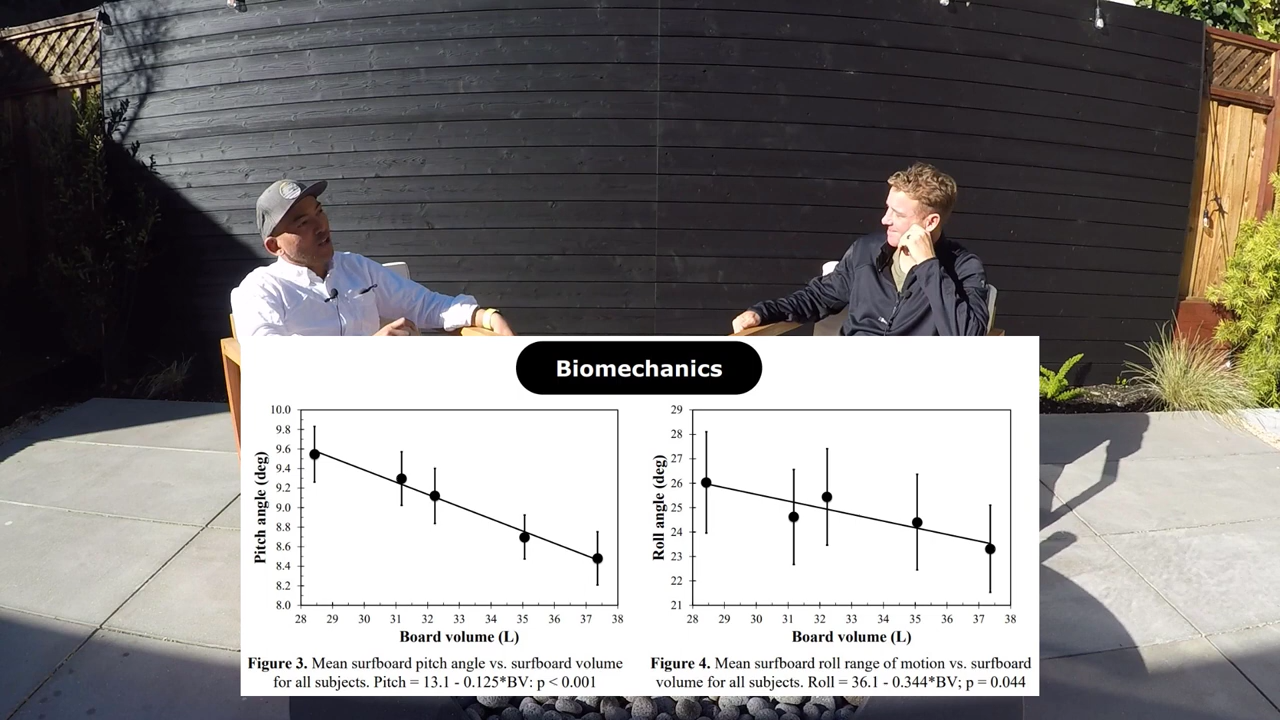 Biomechanics
10.0
9.8
9.6
9.4
9.2
9.0
8.8
8.6
8.4
8.2
8.0
Pitch angle (deg)
28 29 30 31 32 33 34 35 36 37 38
Board volume (L)
Figure 3. Mean surfboard pitch angle vs. surfboard volume
for all subjects. Pitch = 13.1 - 0.125*BV: p < 0.001
29
28
27
26
25
24
23
22
21
Roll angle (deg)
28 29 30 31 32 33 34 35 36 37 38
Board volume (L)
Figure 4. Mean surfboard roll range of motion vs. surfboard
volume for all subjects. Roll = 36.1 - 0.344*BV; p = 0.044